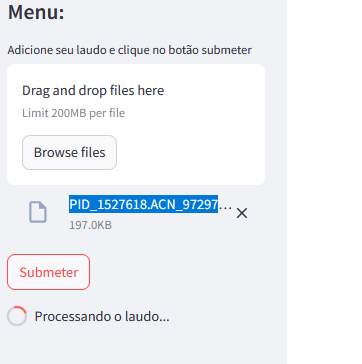 Menu:
Adicione seu laudo e clique no botão submeter
Drag and drop files here
Limit 200MB per file
Browse files
PID_1527618.ACN_97297...
197.0KB
Submeter
Processando o laudo...